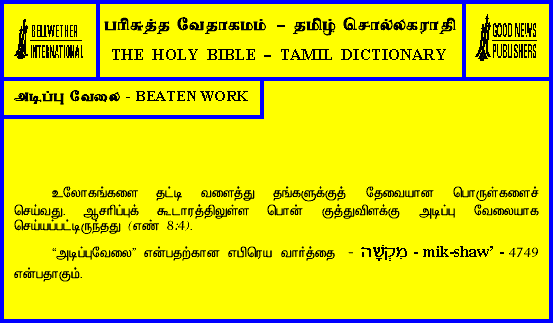 BELLWETHER
INTERNATIONAL
பரிசுத்த வேதாகமம் – தமிழ் சொல்லகராதி
THE HOLY BIBLE – TAMIL DICTIONARY
GOOD NEWS
PUBLISHERS
அடிப்பு வேலை - BEATEN WORK
உலோகங்களை தட்டி வளைத்து தங்களுக்குத் தேவையான பொருள்களைச்
செய்வது. ஆசரிப்புக் கூடாரத்திலுள்ள பொன் குத்துவிளக்கு அடிப்பு வேலையாக
செய்யப்பட்டிருந்தது (எண் 8:4).
“அடிப்புவேலை” என்பதற்கான எபிரெய வார்த்தை - מִקְשָׁה - mik-shaw’ - 4749
என்பதாகும்.